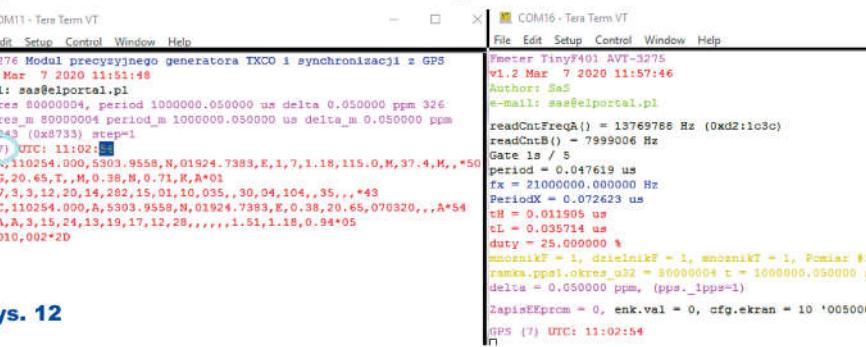 COM11 - Tera Term VT
Edit Setup Control Window Help
276 Modul precyzyjnego generatora TXCO i synchronizacji z GPS
Mar 7 2020 11:51:48
l: sas@elportal.pl
res 80000004, period 1000000.050000 us delta 0.050000 ppm 326
res_m 80000004 period_m 1000000.050000 us delta_m 0.050000 ppm
(0x8733) step=1
7) UTC: 11:02:54
,110254.000,5303.9558,N,01924.7383,E,1,7,1.18,115.0,M,37.4,M,,*50
,20.65,T,,M,0.38,N,0.71,K,A*01
7,3,3,12,20,14,282,15,01,10,035,,30,04,104,,35,,,*43
C,110254.000,A,5303.9558,N,01924.7383,E,0.38,20.65,070320,,,A*54
A,A,3,15,24,13,19,17,12,28,,,,,,1.51,1.18,0.94*05
010,002*2D
ys. 12
COM16 - Tera Term VT
File Edit Setup Control Window Help
Fmeter TinyF401 AVT-3275
v1.2 Mar 7 2020 11:57:46
Author: SaS
e-mail: sas@elportal.pl
readCntFreqA() = 13769788 Hz (0xd2:1c3c)
readCntB() = 7999006 Hz
Gate 1s / 5
period = 0.047619 us
fx = 21000000.000000 Hz
PeriodX = 0.072623 us
tH = 0.011905 us
tL = 0.035714 us
duty = 25.000000 %
mnoznikF = 1, dzielnikF = 1, mnoznikT = 1, Pomiar #
ramka.pps1.okres_u32 = 80000004 t = 1000000.050000
delta = 0.050000 ppm, (pps._1pps=1)
ZapisEEprom = 0, enk.val = 0, cfg.ekran = 10 '00500
GPS (7) UTC: 11:02:54